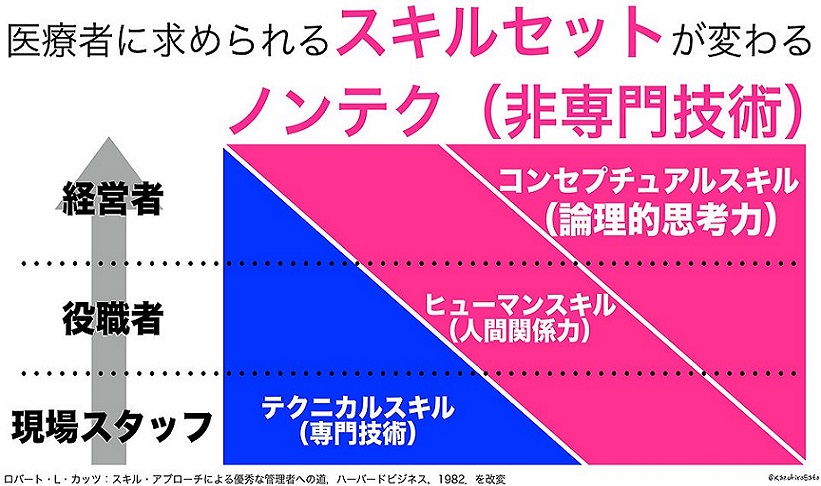 医療者に求められるスキルセットが変わる
ノンテク（非専門技術）
経営者
コンセプチュアルスキル
（論理的思考力）
役職者
ヒューマンスキル
（人間関係力）
現場スタッフ
テクニカルスキル
（専門技術）
ロバート・L・カッツ：スキル・アプローチによる優秀な管理者への道，ハーバードビジネス，1982，を改変
@KazuhiroSato